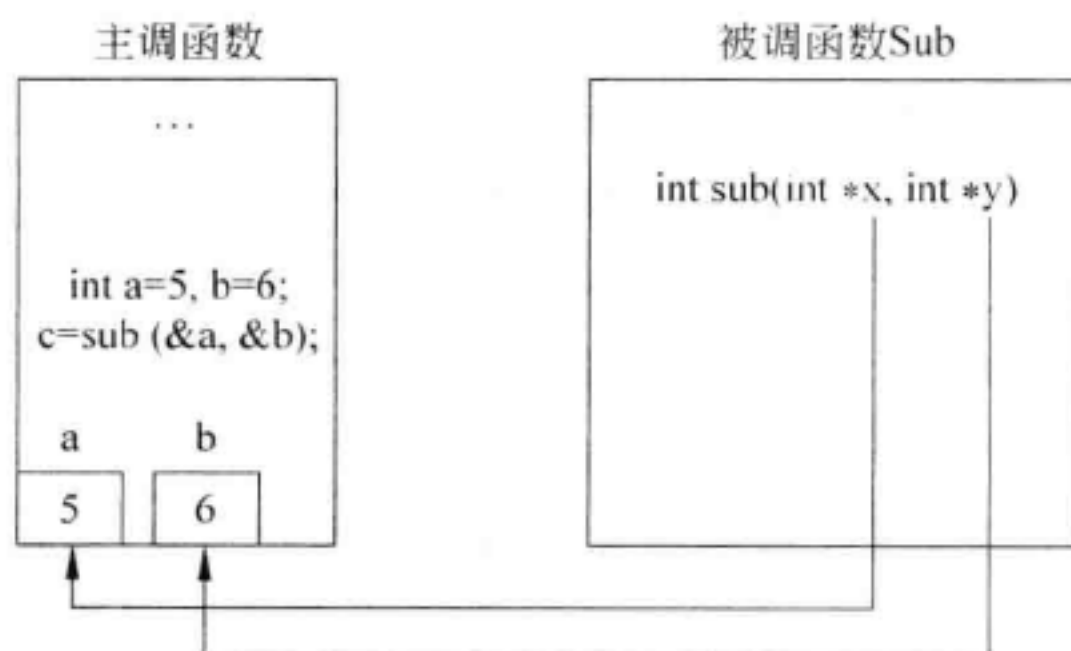 主调函数
被调函数Sub
...
int sub(int *x, int *y)
int a=5, b=6;
c=sub (&a, &b);
a b
5 6